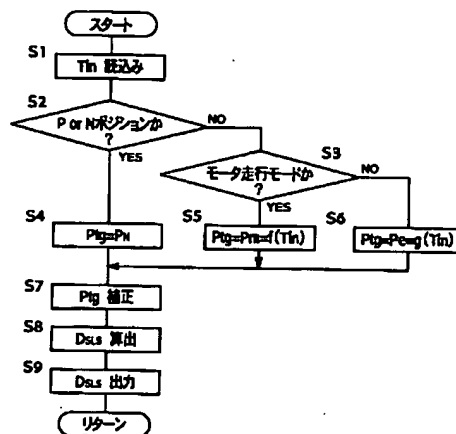 スタート
S1
Tin 読込み
S2
P or Nポジションか
?
NO
YES
S3
モータ走行モードか
?
NO
YES
S4
Ptg=PN
S5
Ptg=Pm=f(Tin)
S6
Ptg=Pe=g(Tin)
S7
Ptg 補正
S8
DSLS 算出
S9
DSLS 出力
リターン